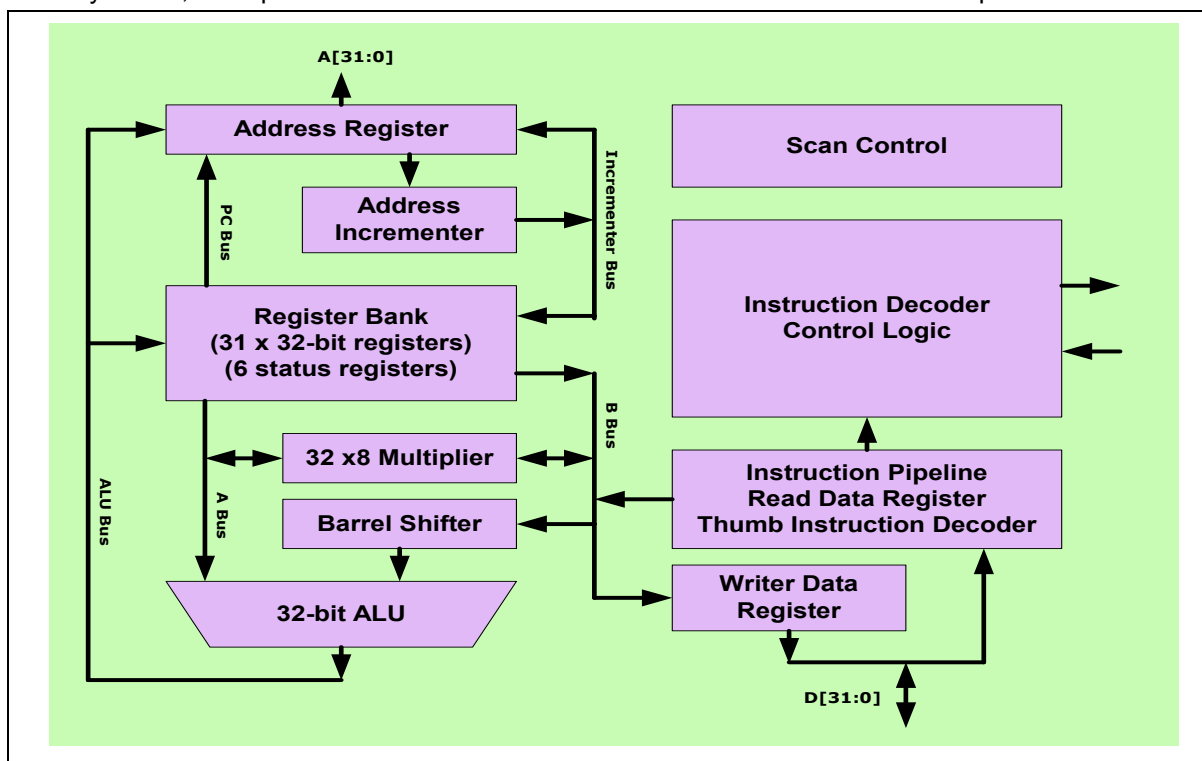 A[31:0]
Address Register
Scan Control
Incrementer Bus
PC Bus
Address
Incrementer
Instruction Decoder
Control Logic
Register Bank
(31 x 32-bit registers)
(6 status registers)
B Bus
32 x8 Multiplier
Instruction Pipeline
Read Data Register
Thumb Instruction Decoder
ALU Bus
A Bus
Barrel Shifter
Writer Data
Register
32-bit ALU
D[31:0]